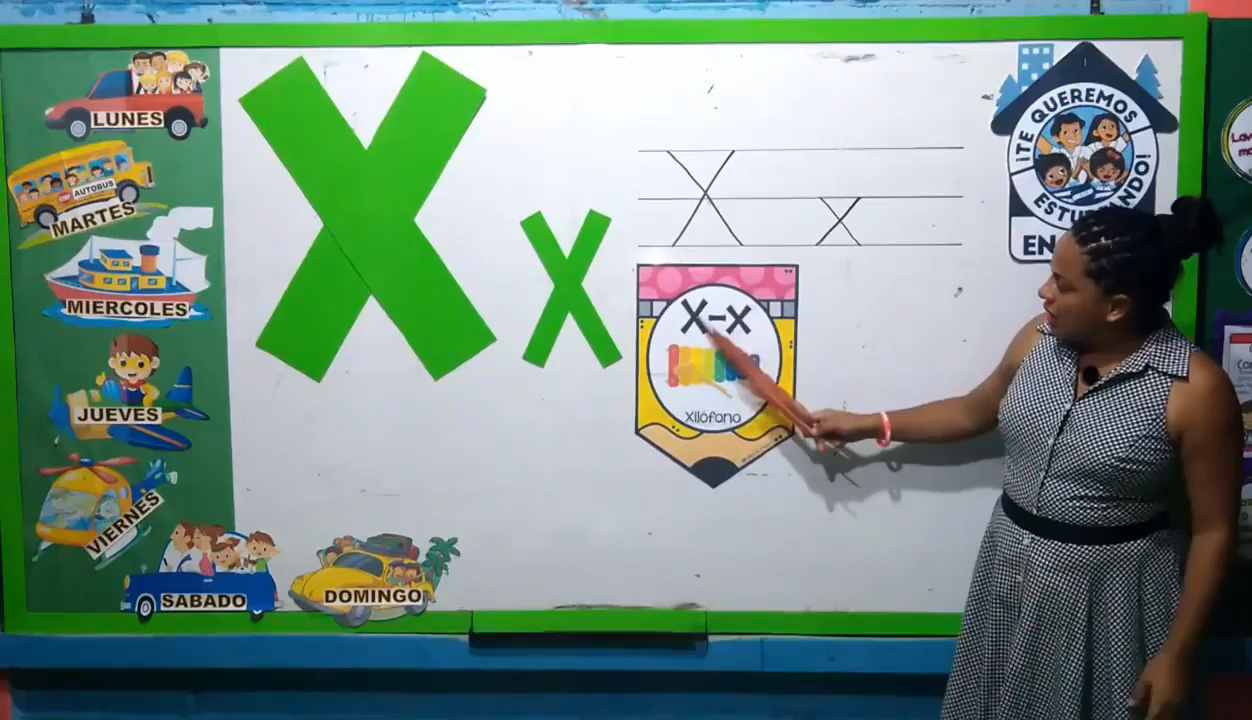 LUNES
AUTOBUS
MARTES
MIERCOLES
JUEVES
VIERNES
SABADO
DOMINGO
X x
X x
X-x
Xilófono
¡TE QUEREMOS
ESTUDIANDO!
EN